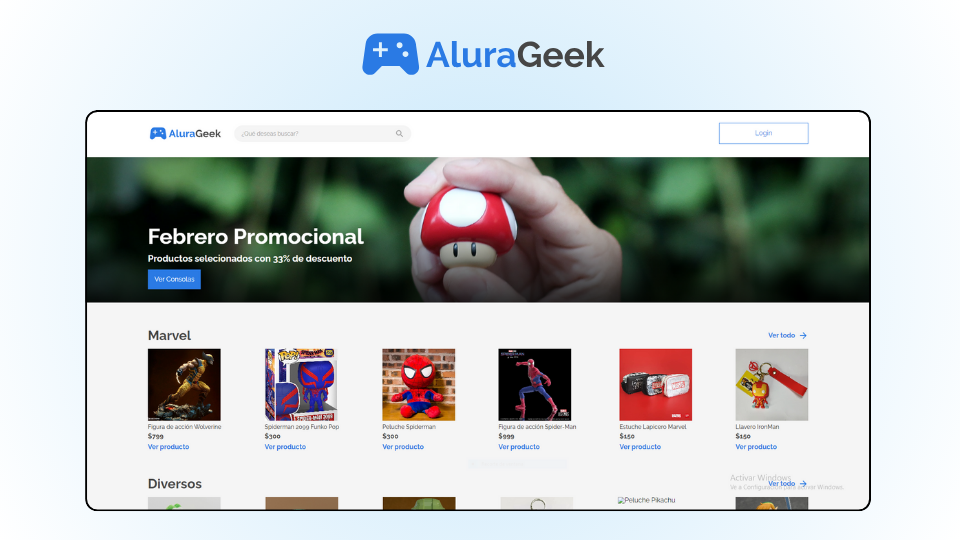 AluraGeek
AluraGeek
¿Qué deseas buscar?
Login
Febrero Promocional
Productos selecionados con 33% de descuento
Ver Consolas
Marvel
Ver todo
Figura de acción Wolverine
$799
Ver producto
Spiderman 2099 Funko Pop
$300
Ver producto
Peluche Spiderman
$300
Ver producto
Figura de acción Spider-Man
$999
Ver producto
Estuche Lapicero Marvel
$150
Ver producto
Llavero IronMan
$150
Ver producto
Diversos
Activar Windows
Ver todo
Ve a Configuración para activar Windows.
Peluche Pikachu